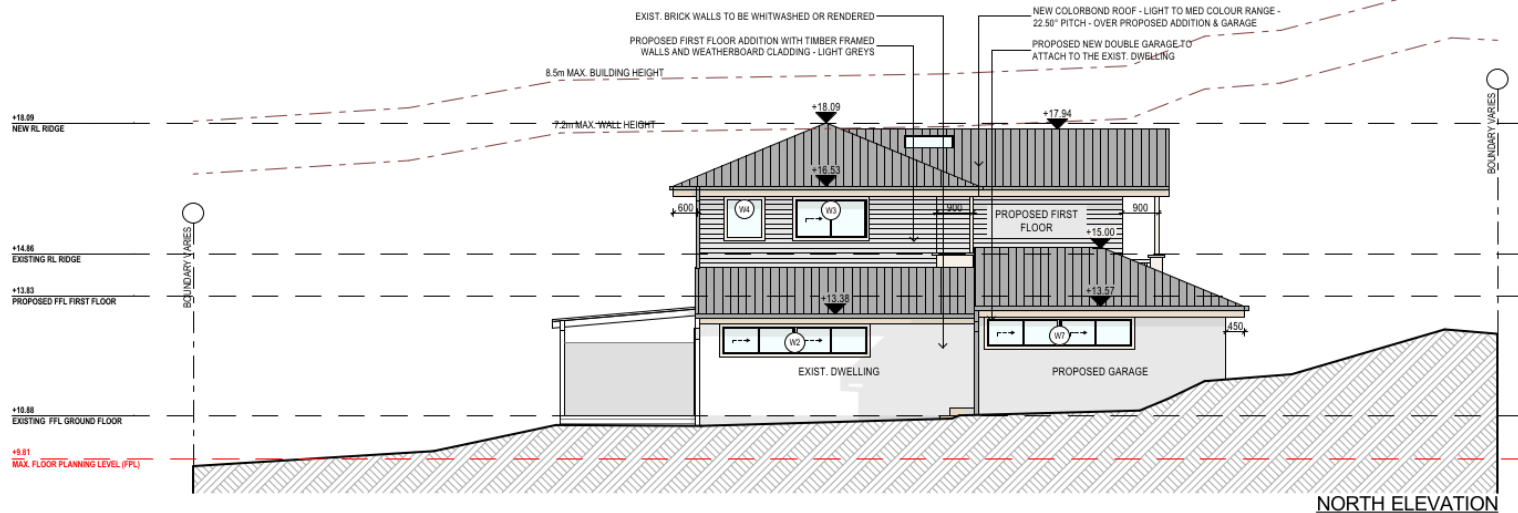 EXIST. BRICK WALLS TO BE WHITWASHED OR RENDERED
NEW COLORBOND ROOF - LIGHT TO MED COLOUR RANGE -
22.50° PITCH - OVER PROPOSED ADDITION & GARAGE
PROPOSED FIRST FLOOR ADDITION WITH TIMBER FRAMED
WALLS AND WEATHERBOARD CLADDING - LIGHT GREYS
PROPOSED NEW DOUBLE GARAGE TO
ATTACH TO THE EXIST. DWELLING
8.5m MAX. BUILDING HEIGHT
7.2m MAX. WALL HEIGHT
+18.09
NEW RL RIDGE
+18.09
+17.94
BOUNDARY VARIES
+16.53
600
W4
W3
900
PROPOSED FIRST
FLOOR
900
+15.00
BOUNDARY VARIES
+14.86
EXISTING RL RIDGE
+13.83
PROPOSED FFL FIRST FLOOR
+13.38
+13.57
450
W2
W7
EXIST. DWELLING
PROPOSED GARAGE
+10.88
EXISTING FFL GROUND FLOOR
+9.81
MAX. FLOOR PLANNING LEVEL (FPL)
NORTH ELEVATION